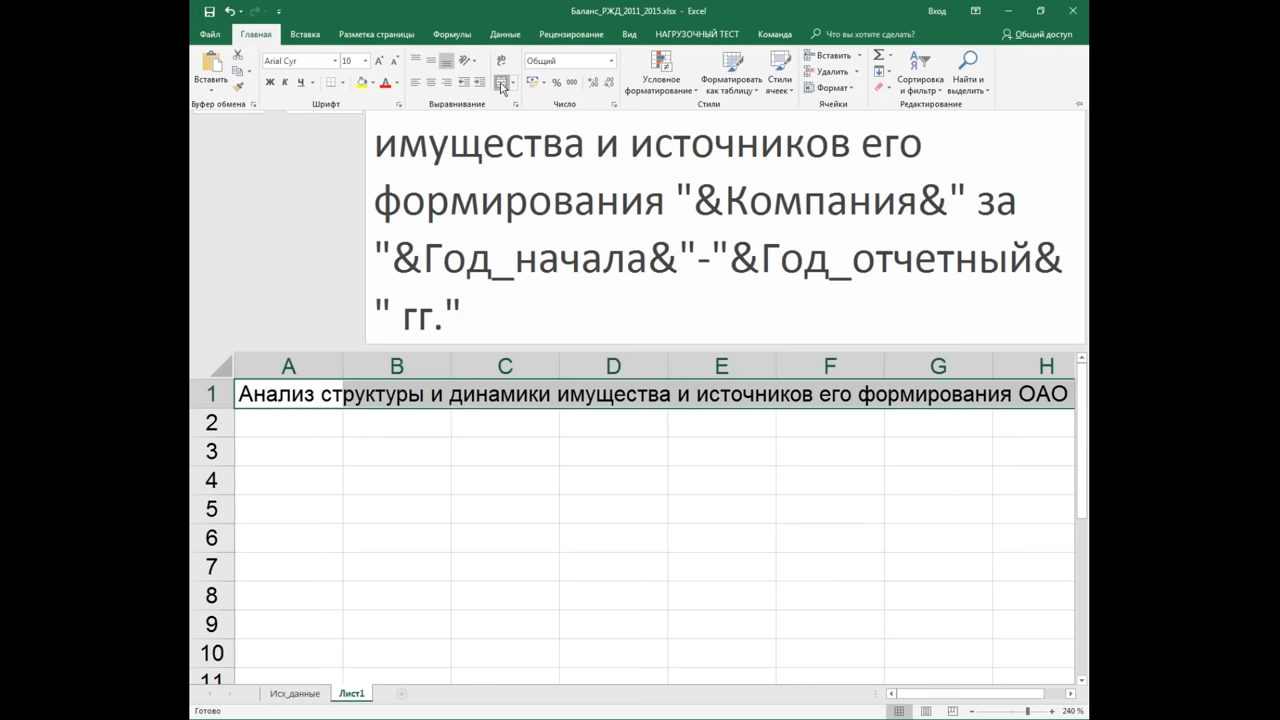 Баланс_РЖД_2011_2015.xlsx - Excel
Вход
Файл Главная Вставка Разметка страницы Формулы Данные Рецензирование Вид НАГРУЗОЧНЫЙ ТЕСТ Команда Что вы хотите сделать? Общий доступ
Вставить
Буфер обмена
Arial Cyr 10
Ж К Ч
Шрифт
Выравнивание
Общий
% 000
Число
Условное форматирование
Форматировать как таблицу
Стили ячеек
Стили
Вставить
Удалить
Формат
Ячейки
Сортировка и фильтр
Найти и выделить
Редактирование
имущества и источников его
формирования "&Компания&" за
"&Год_начала&"-"&Год_отчетный&
" гг."
A B C D E F G H
1 Анализ структуры и динамики имущества и источников его формирования ОАО
2
3
4
5
6
7
8
9
10
11
Исх_данные Лист1
Готово
240 %